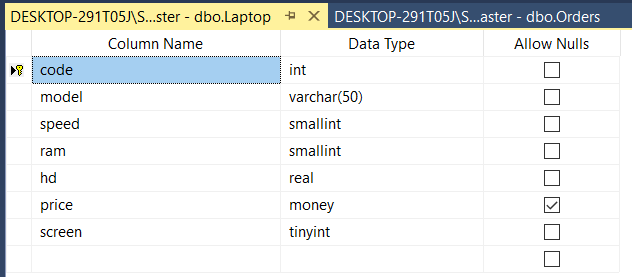 DESKTOP-291T05J\S...ster - dbo.Laptop DESKTOP-291T05J\S...aster - dbo.Orders
Column Name Data Type Allow Nulls
code int
model varchar(50)
speed smallint
ram smallint
hd real
price money
screen tinyint